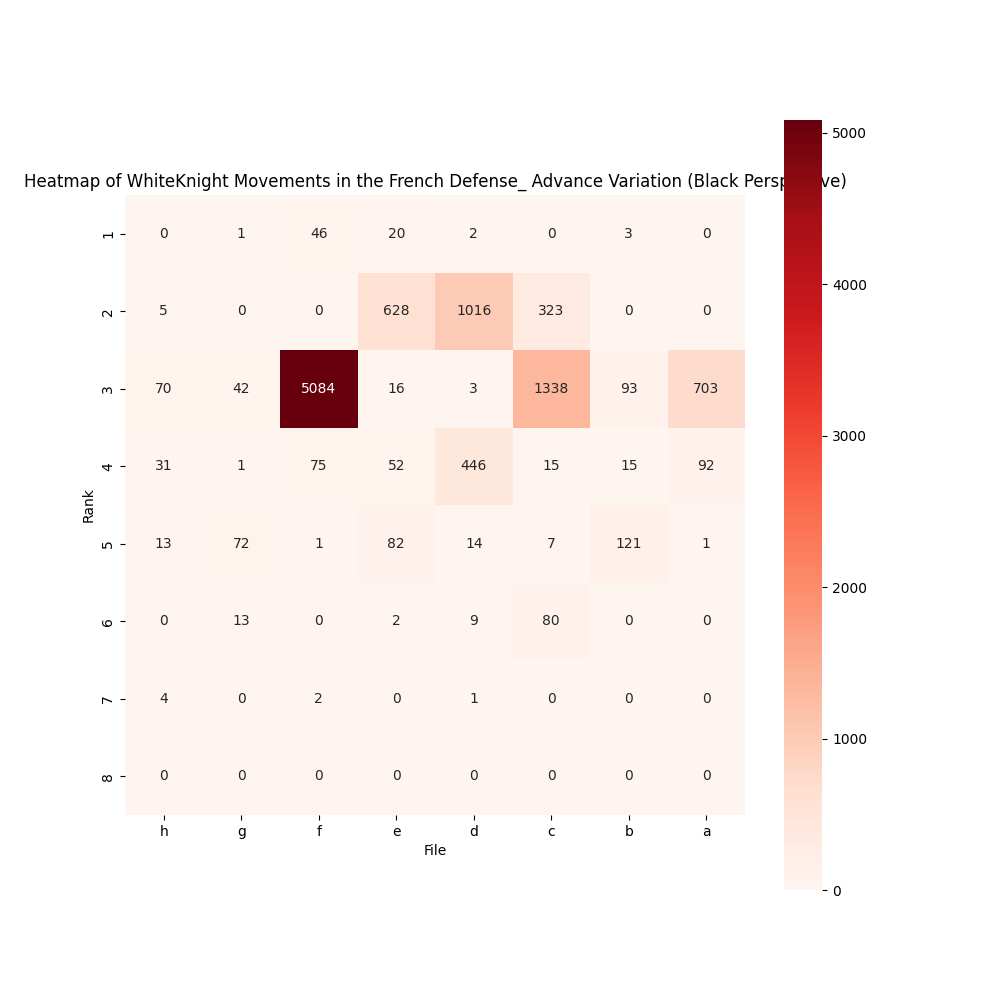 Heatmap of WhiteKnight Movements in the French Defense_ Advance Variation (Black Persp ve)
5000
4000
3000
2000
1000
0
Rank
1 0 1 46 20 2 0 3 0
2 5 0 0 628 1016 323 0 0
3 70 42 5084 16 3 1338 93 703
4 31 1 75 52 446 15 15 92
5 13 72 1 82 14 7 121 1
6 0 13 0 2 9 80 0 0
7 4 0 2 0 1 0 0 0
8 0 0 0 0 0 0 0 0
h g f e d c b a
File